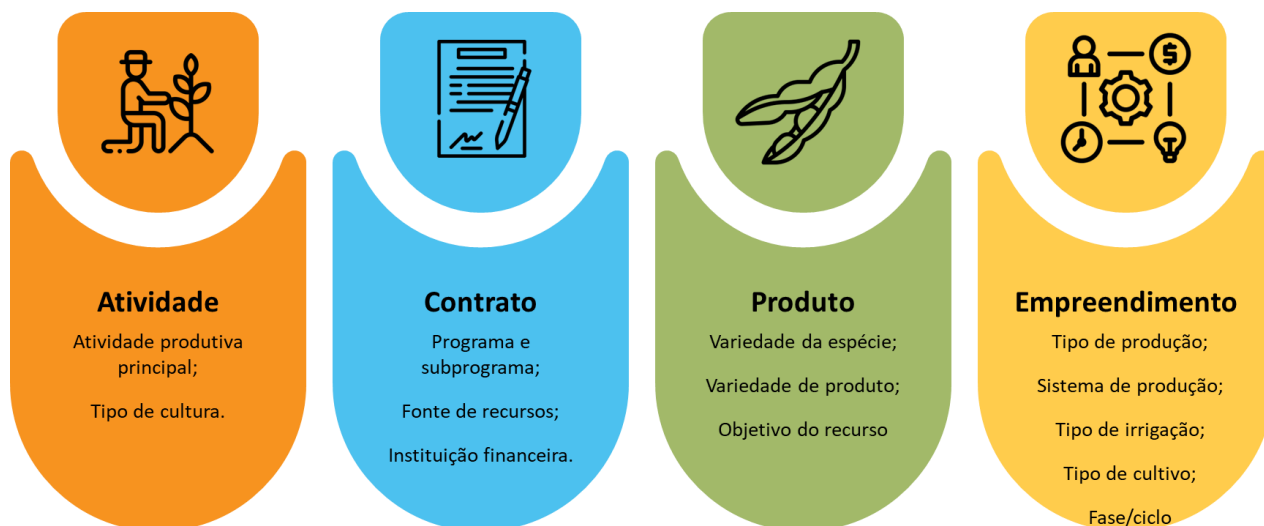 Atividade
Atividade produtiva
principal;
Tipo de cultura.
Contrato
Programa e
subprograma;
Fonte de recursos;
Instituição financeira.
Produto
Variedade da espécie;
Variedade de produto;
Objetivo do recurso
Empreendimento
Tipo de produção;
Sistema de produção;
Tipo de irrigação;
Tipo de cultivo;
Fase/ciclo